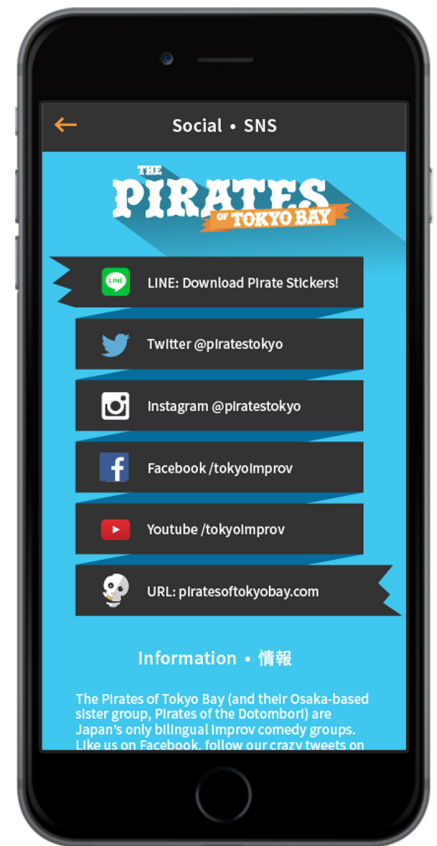 Social • SNS
THE
PIRATES
OF TOKYO BAY
LINE
LINE: Download Pirate Stickers!
Twitter @piratestokyo
Instagram @piratestokyo
Facebook /tokyoimprov
Youtube /tokyoimprov
URL: piratesoftokyobay.com
Information • 情報
The Pirates of Tokyo Bay (and their Osaka-based
sister group, Pirates of the Dotombori) are
Japan's only bilingual improv comedy groups.
Like us on Facebook, follow our crazy tweets on